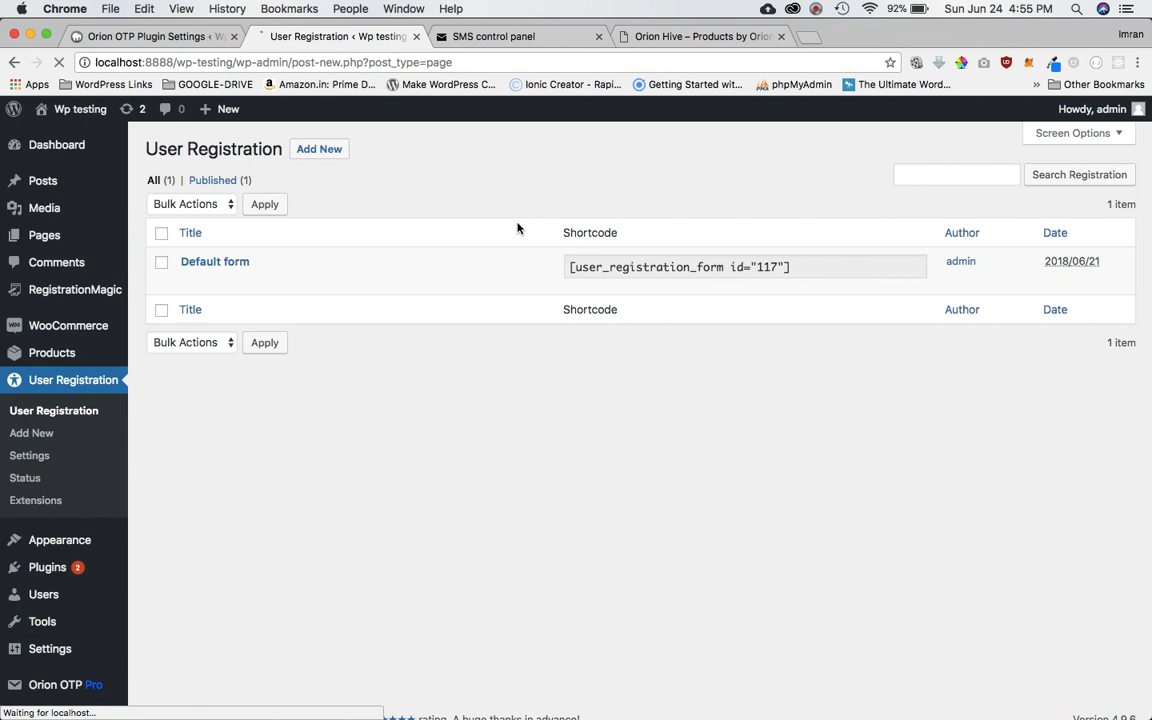 Chrome File Edit View History Bookmarks People Window Help 92% Sun Jun 24 4:55 PM
Orion OTP Plugin Settings ‹ W
User Registration ‹ Wp testing
SMS control panel
Orion Hive – Products by Orion
Imran
localhost:8888/wp-testing/wp-admin/post-new.php?post_type=page
Apps WordPress Links GOOGLE-DRIVE Amazon.in: Prime D... Make WordPress C... Ionic Creator - Rapi... Getting Started wit... phpMyAdmin The Ultimate Word... » Other Bookmarks
Wp testing 2 0 New Howdy, admin
Screen Options
Dashboard
Posts
Media
Pages
Comments
RegistrationMagic
WooCommerce
Products
User Registration
User Registration
Add New
Settings
Status
Extensions
Appearance
Plugins 2
Users
Tools
Settings
Orion OTP Pro
User Registration Add New
All (1) | Published (1)
Search Registration
Bulk Actions Apply 1 item
Title Shortcode Author Date
Default form [user_registration_form id="117"] admin 2018/06/21
Title Shortcode Author Date
Bulk Actions Apply 1 item
Waiting for localhost...
rating. A huge thanks in advance!
Version 4.9.6